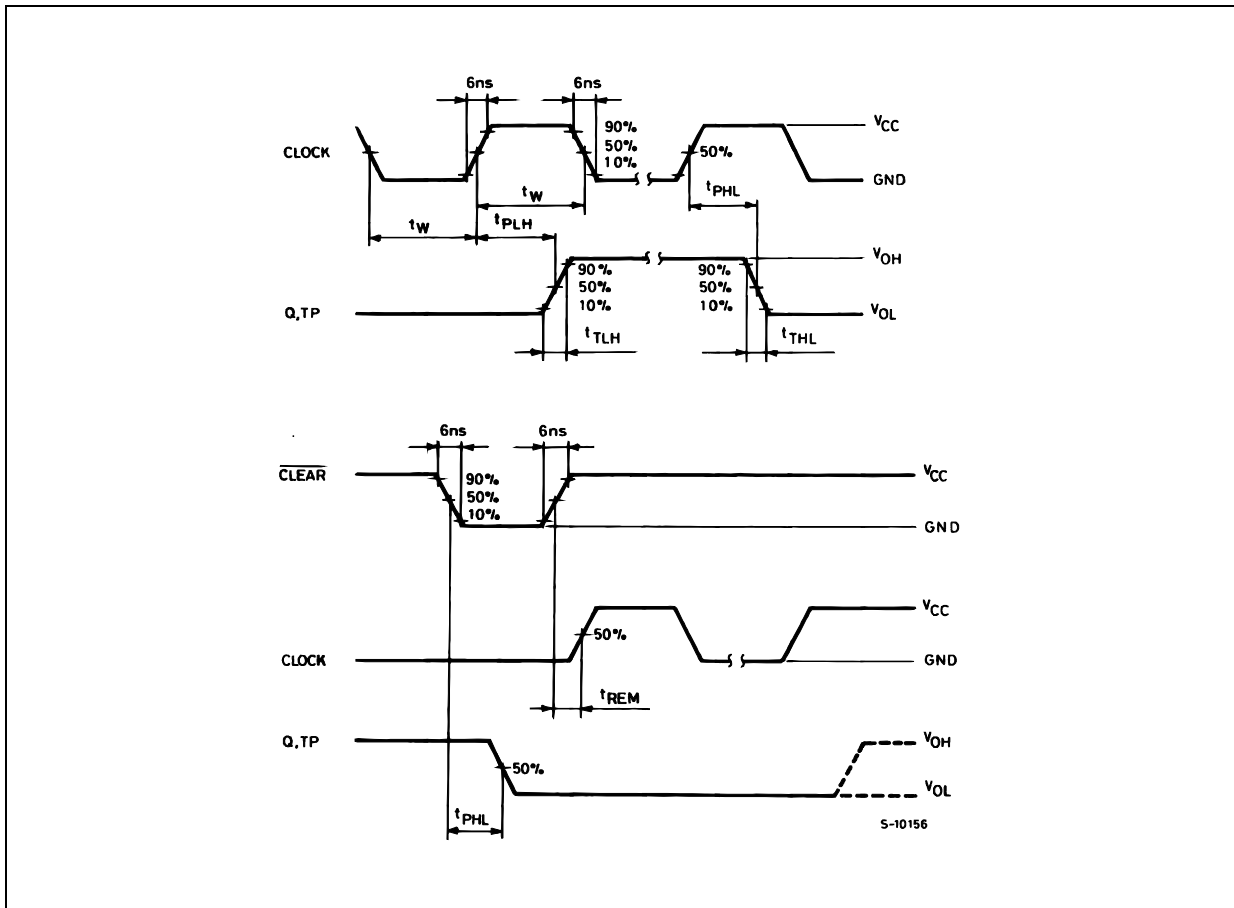 6ns 6ns
90%
50%
10%
CLOCK
50%
VCC
GND
tW
tPHL
tW
tPLH
VOH
90%
50%
10%
90%
50%
10%
Q,TP
VOL
tTLH
tTHL
6ns 6ns
CLEAR
90%
50%
10%
VCC
GND
VCC
50%
CLOCK
GND
tREM
Q,TP
VOH
50%
VOL
tPHL
S-10156